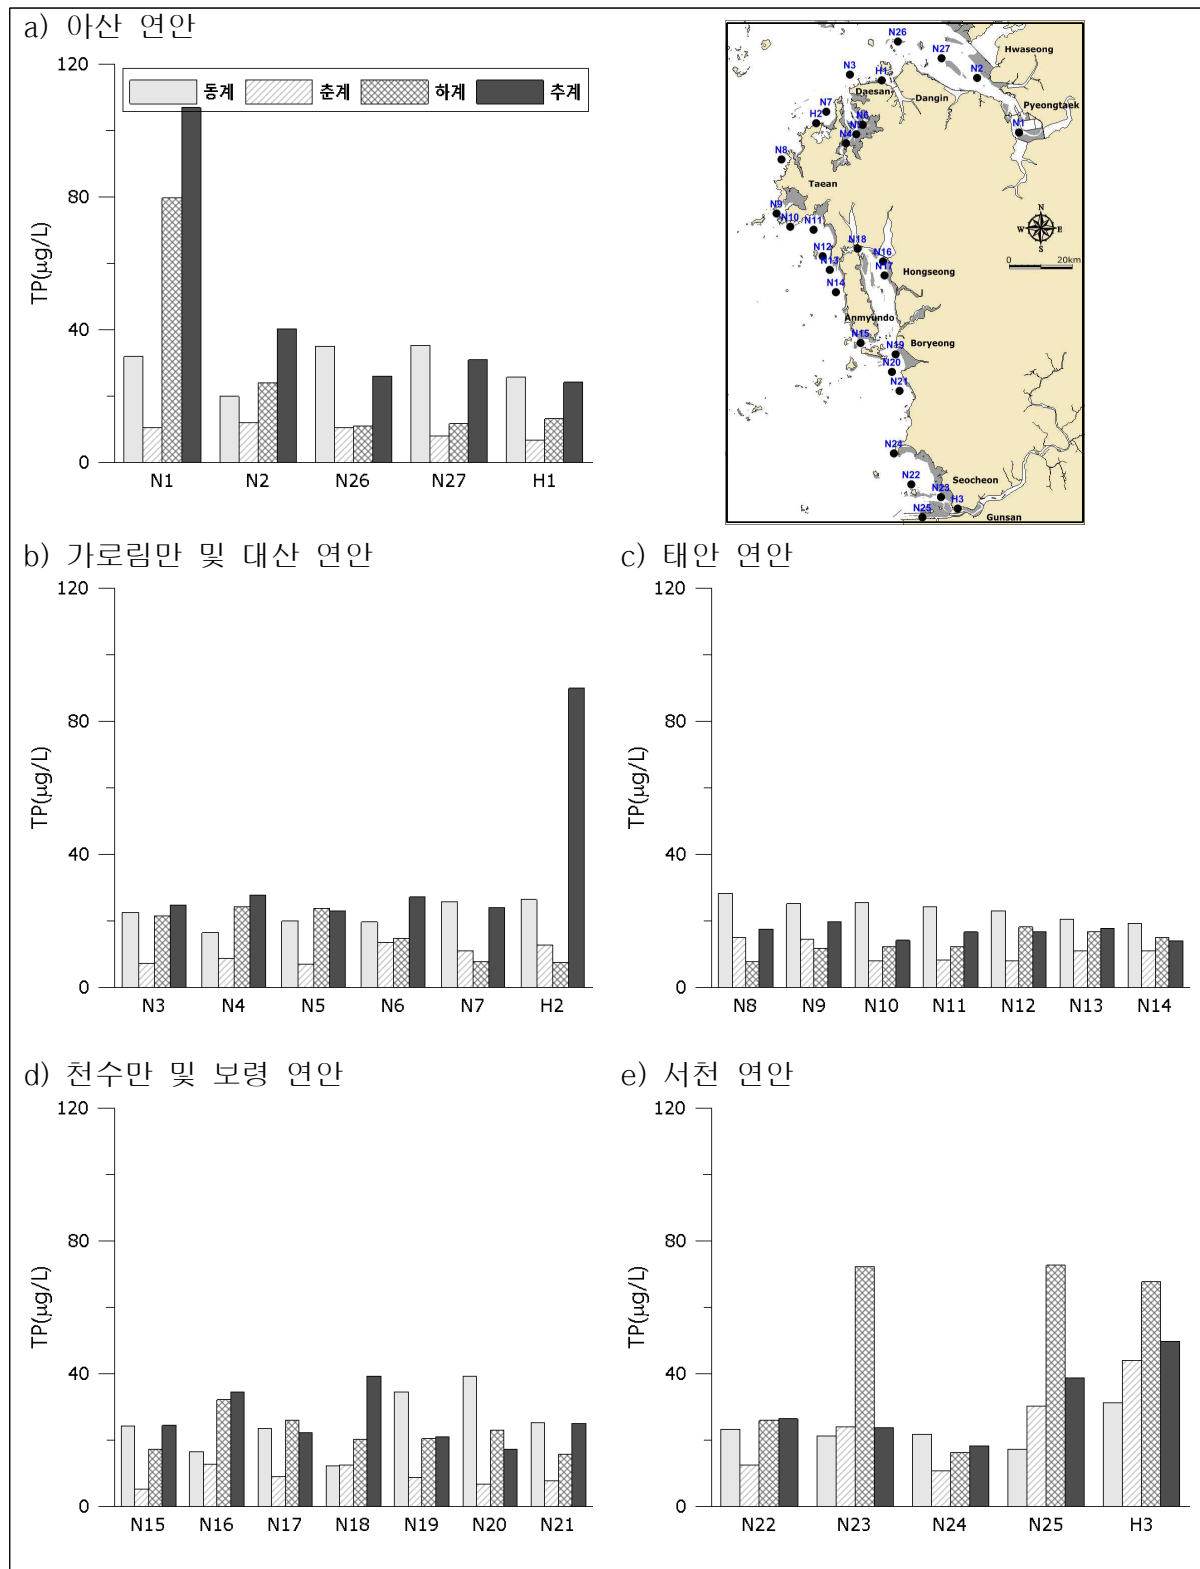 a) 아산 연안
120
80
40
0
TP(μg/L)
동계 춘계 하계 추계
N1 N2 N26 N27 H1
N26
N27
Hwaseong
N3
H1
N2
Daesan
Dangin
N7
Pyeongtaek
H2
N6
N5
N1
N4
N8
Taean
N9
N10
N11
N
W E
S
N18
N12
N16
0 20km
N13
N17
Hongseong
N14
Anmyundo
N15
N19
Boryeong
N20
N21
N24
N22
Seocheon
N23
H3
N25
Gunsan
b) 가로림만 및 대산 연안
120
80
40
0
TP(μg/L)
N3 N4 N5 N6 N7 H2
c) 태안 연안
120
80
40
0
TP(μg/L)
N8 N9 N10 N11 N12 N13 N14
d) 천수만 및 보령 연안
120
80
40
0
TP(μg/L)
N15 N16 N17 N18 N19 N20 N21
e) 서천 연안
120
80
40
0
TP(μg/L)
N22 N23 N24 N25 H3